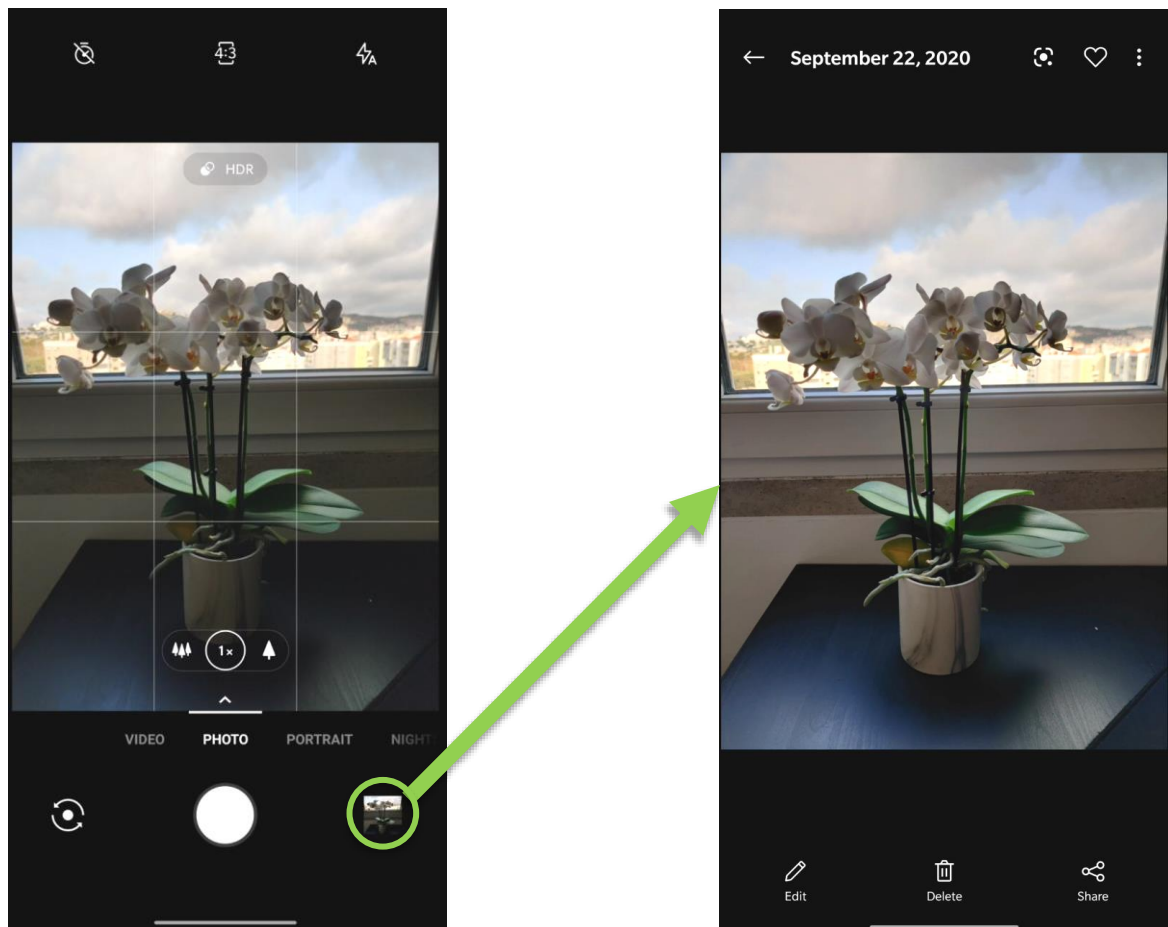 4:3
A
HDR
1×
VIDEO
PHOTO
PORTRAIT
NIGHT
September 22, 2020
Edit
Delete
Share